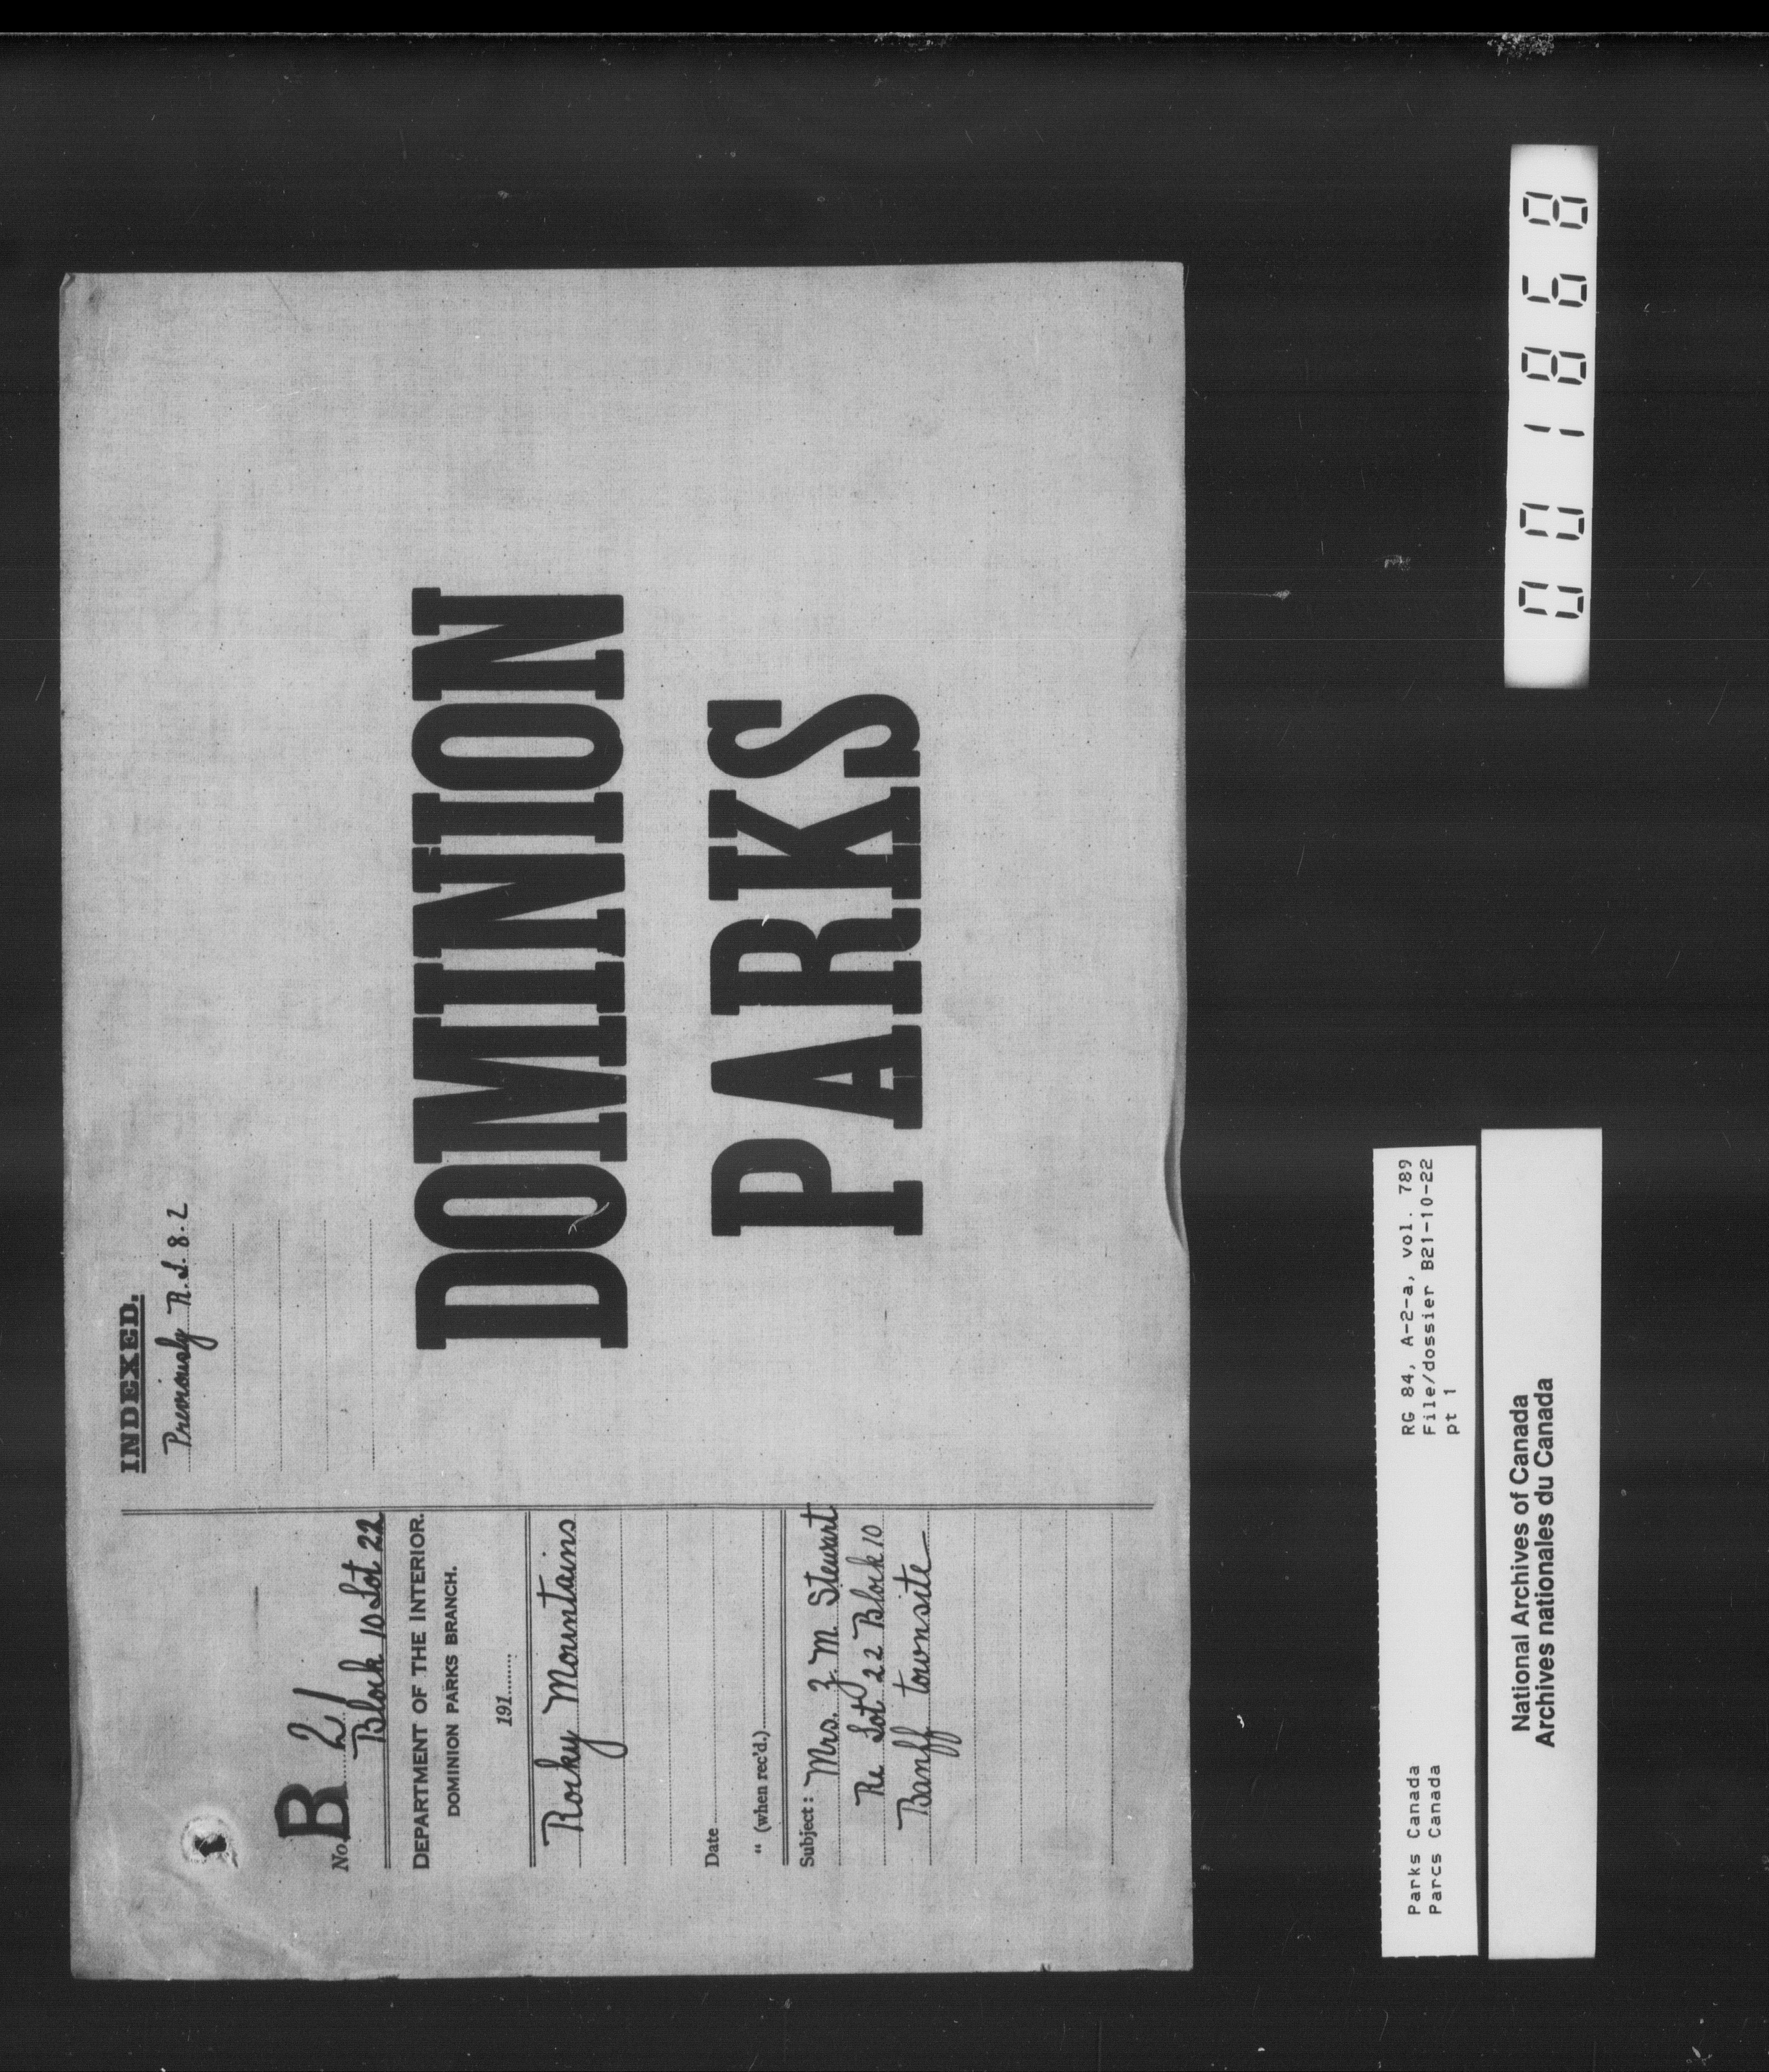 No. B 21
Block 10 Lot 22
DEPARTMENT OF THE INTERIOR.
DOMINION PARKS BRANCH.
191
Rocky Mountains
Date
" (when rec'd.)
Subject: Mrs. Z. M. Stewart
Re Lot 22 Block 10
Banff townsite
INDEXED.
Previously R.S. 8.2
DOMINION
PARKS
Parks Canada RG 84, A-2-a, vol. 789
Parcs Canada File/dossier B21-10-22
pt 1
National Archives of Canada
Archives nationales du Canada
001868